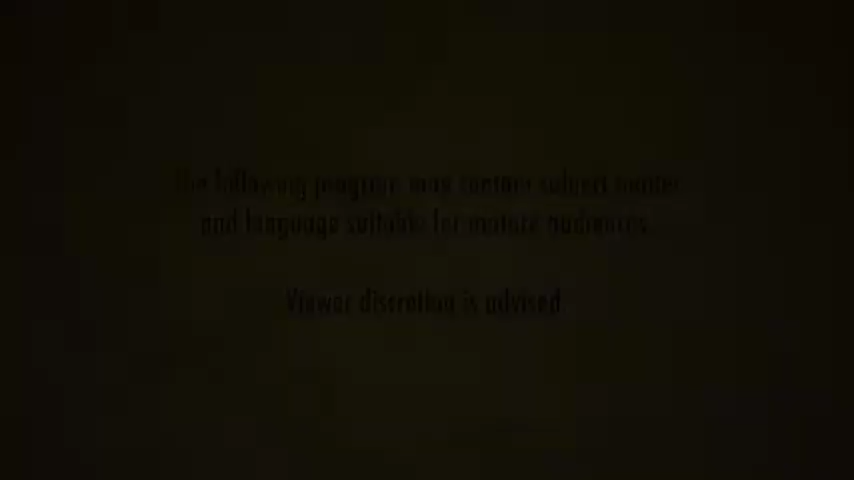 The following program may contain subject matter
and language suitable for mature audiences.
Viewer discretion is advised